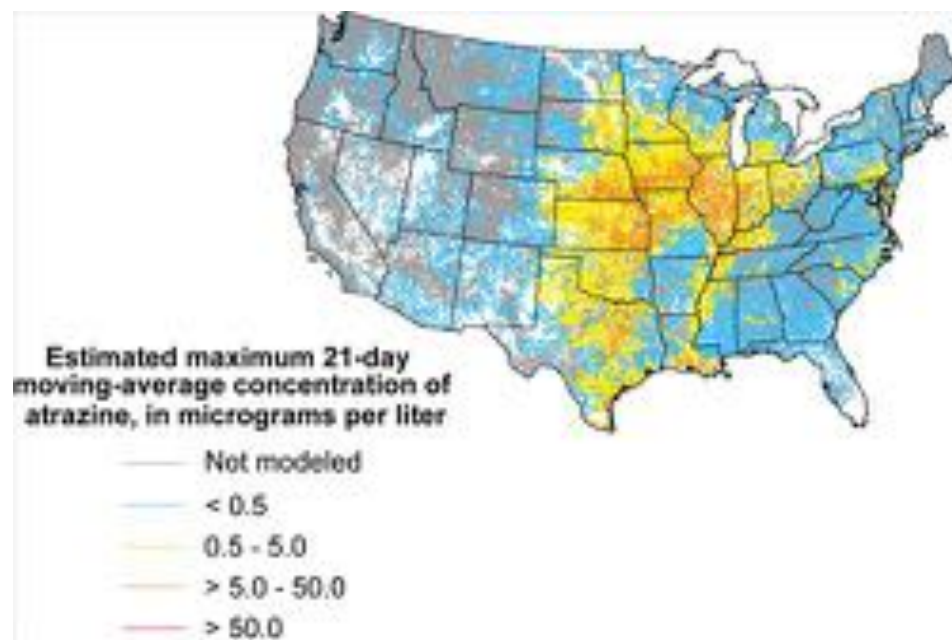 Estimated maximum 21-day
moving-average concentration of
atrazine, in micrograms per liter
Not modeled
< 0.5
0.5 - 5.0
> 5.0 - 50.0
> 50.0